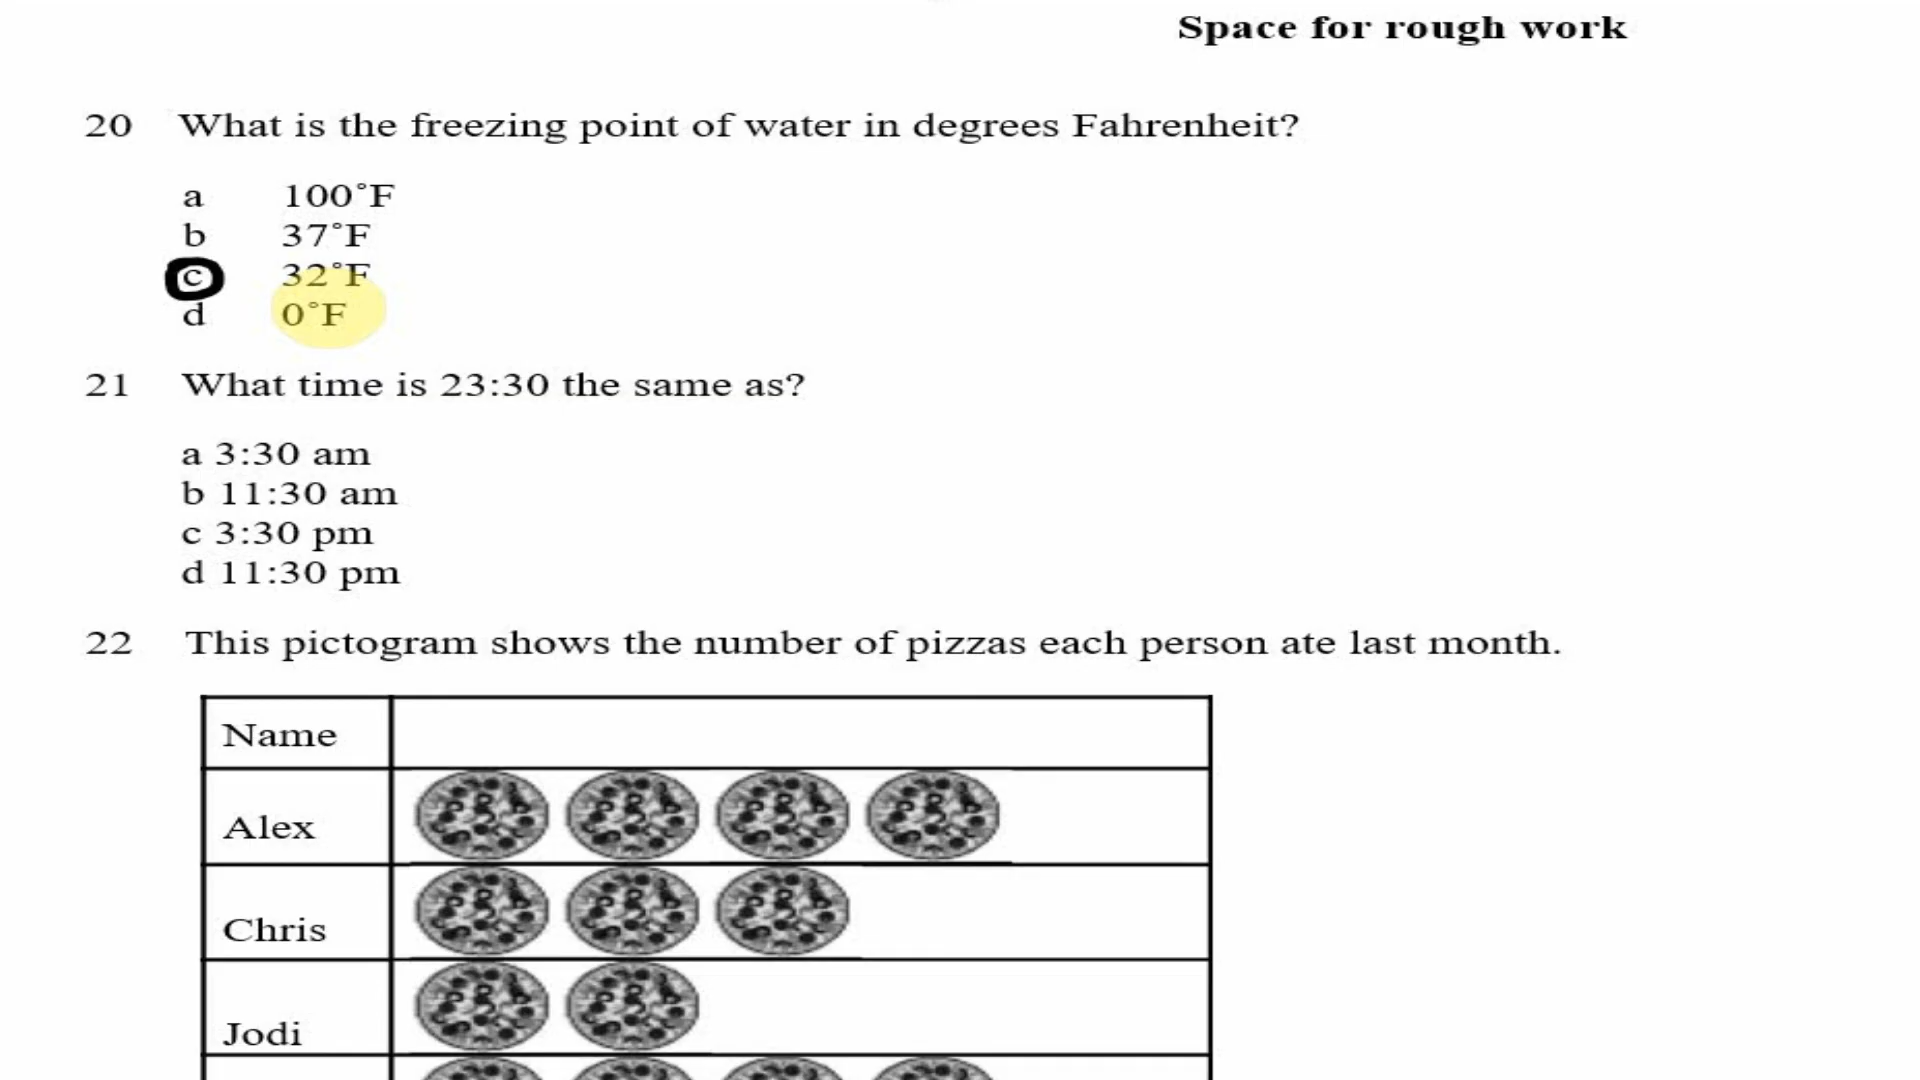 Space for rough work
20 What is the freezing point of water in degrees Fahrenheit?
a 100˚F
b 37˚F
c 32˚F
d 0˚F
21 What time is 23:30 the same as?
a 3:30 am
b 11:30 am
c 3:30 pm
d 11:30 pm
22 This pictogram shows the number of pizzas each person ate last month.
Name
Alex
Chris
Jodi